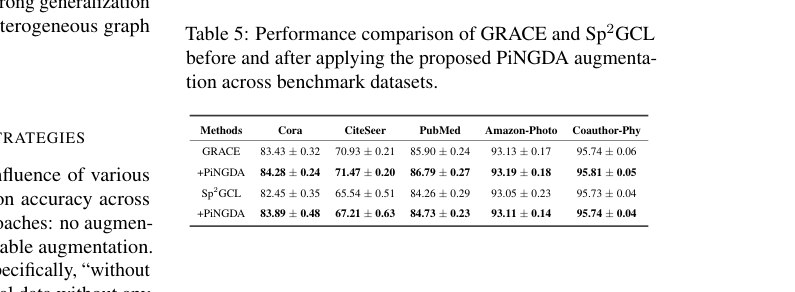 rong generalization
terogeneous graph
TRATEGIES
nfluence of various
on accuracy across
oaches: no augmen-
able augmentation.
pecifically, “without
Table 5: Performance comparison of GRACE and Sp²GCL
before and after applying the proposed PiNGDA augmenta-
tion across benchmark datasets.
Methods Cora CiteSeer PubMed Amazon-Photo Coauthor-Phy
GRACE 83.43 ± 0.32 70.93 ± 0.21 85.90 ± 0.24 93.13 ± 0.17 95.74 ± 0.06
+PiNGDA 84.28 ± 0.24 71.47 ± 0.20 86.79 ± 0.27 93.19 ± 0.18 95.81 ± 0.05
Sp²GCL 82.45 ± 0.35 65.54 ± 0.51 84.26 ± 0.29 93.05 ± 0.23 95.73 ± 0.04
+PiNGDA 83.89 ± 0.48 67.21 ± 0.63 84.73 ± 0.23 93.11 ± 0.14 95.74 ± 0.04